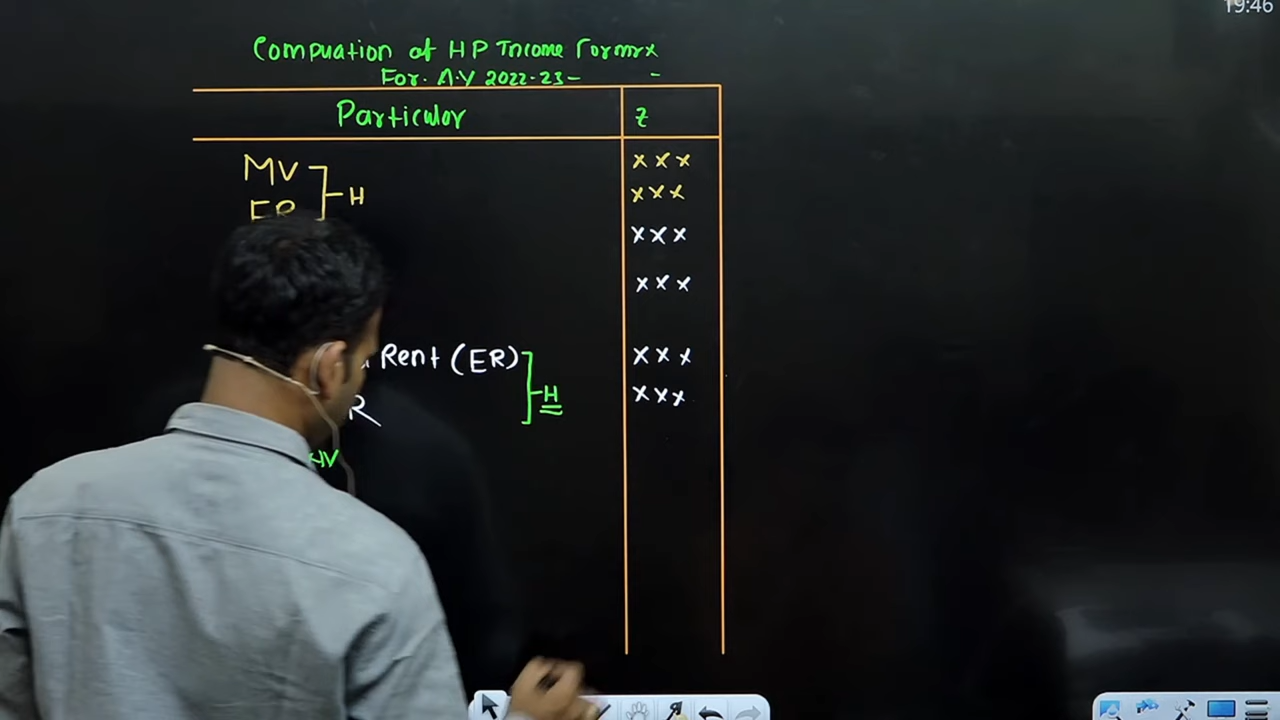 19:46
Compuation of HP Income Formrx
For. A.Y 2022-23-
Particular z
MV xxx
H
ER xxx
xxx
xxx
Rent (ER) xxx
H
R xxx